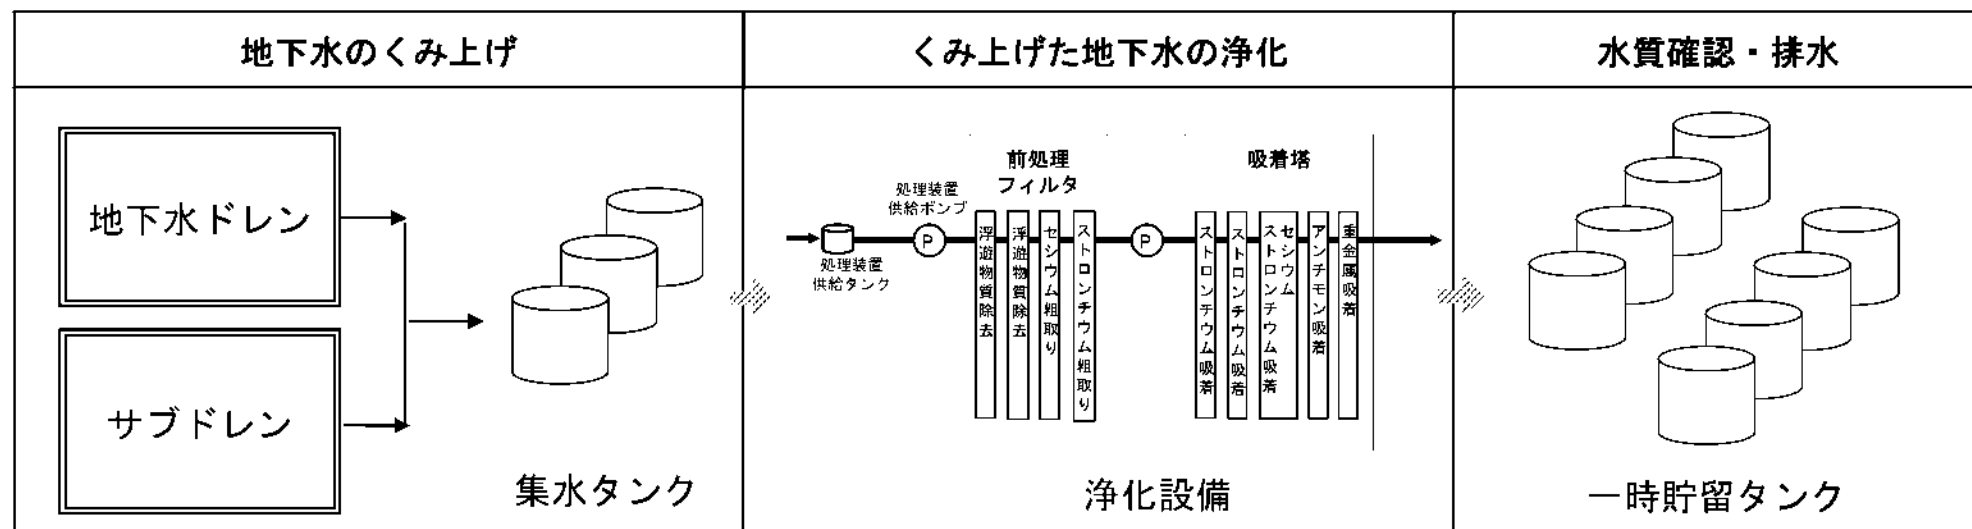 地下水のくみ上げ
くみ上げた地下水の浄化
水質確認・排水
地下水ドレン
サブドレン
集水タンク
処理装置
供給タンク
処理装置
供給ポンプ
P
前処理
フィルタ
浮遊物質除去
浮遊物質除去
セシウム粗取り
ストロンチウム粗取り
P
吸着塔
ストロンチウム吸着
ストロンチウム吸着
セシウム
ストロンチウム吸着
アンチモン吸着
重金属吸着
浄化設備
一時貯留タンク